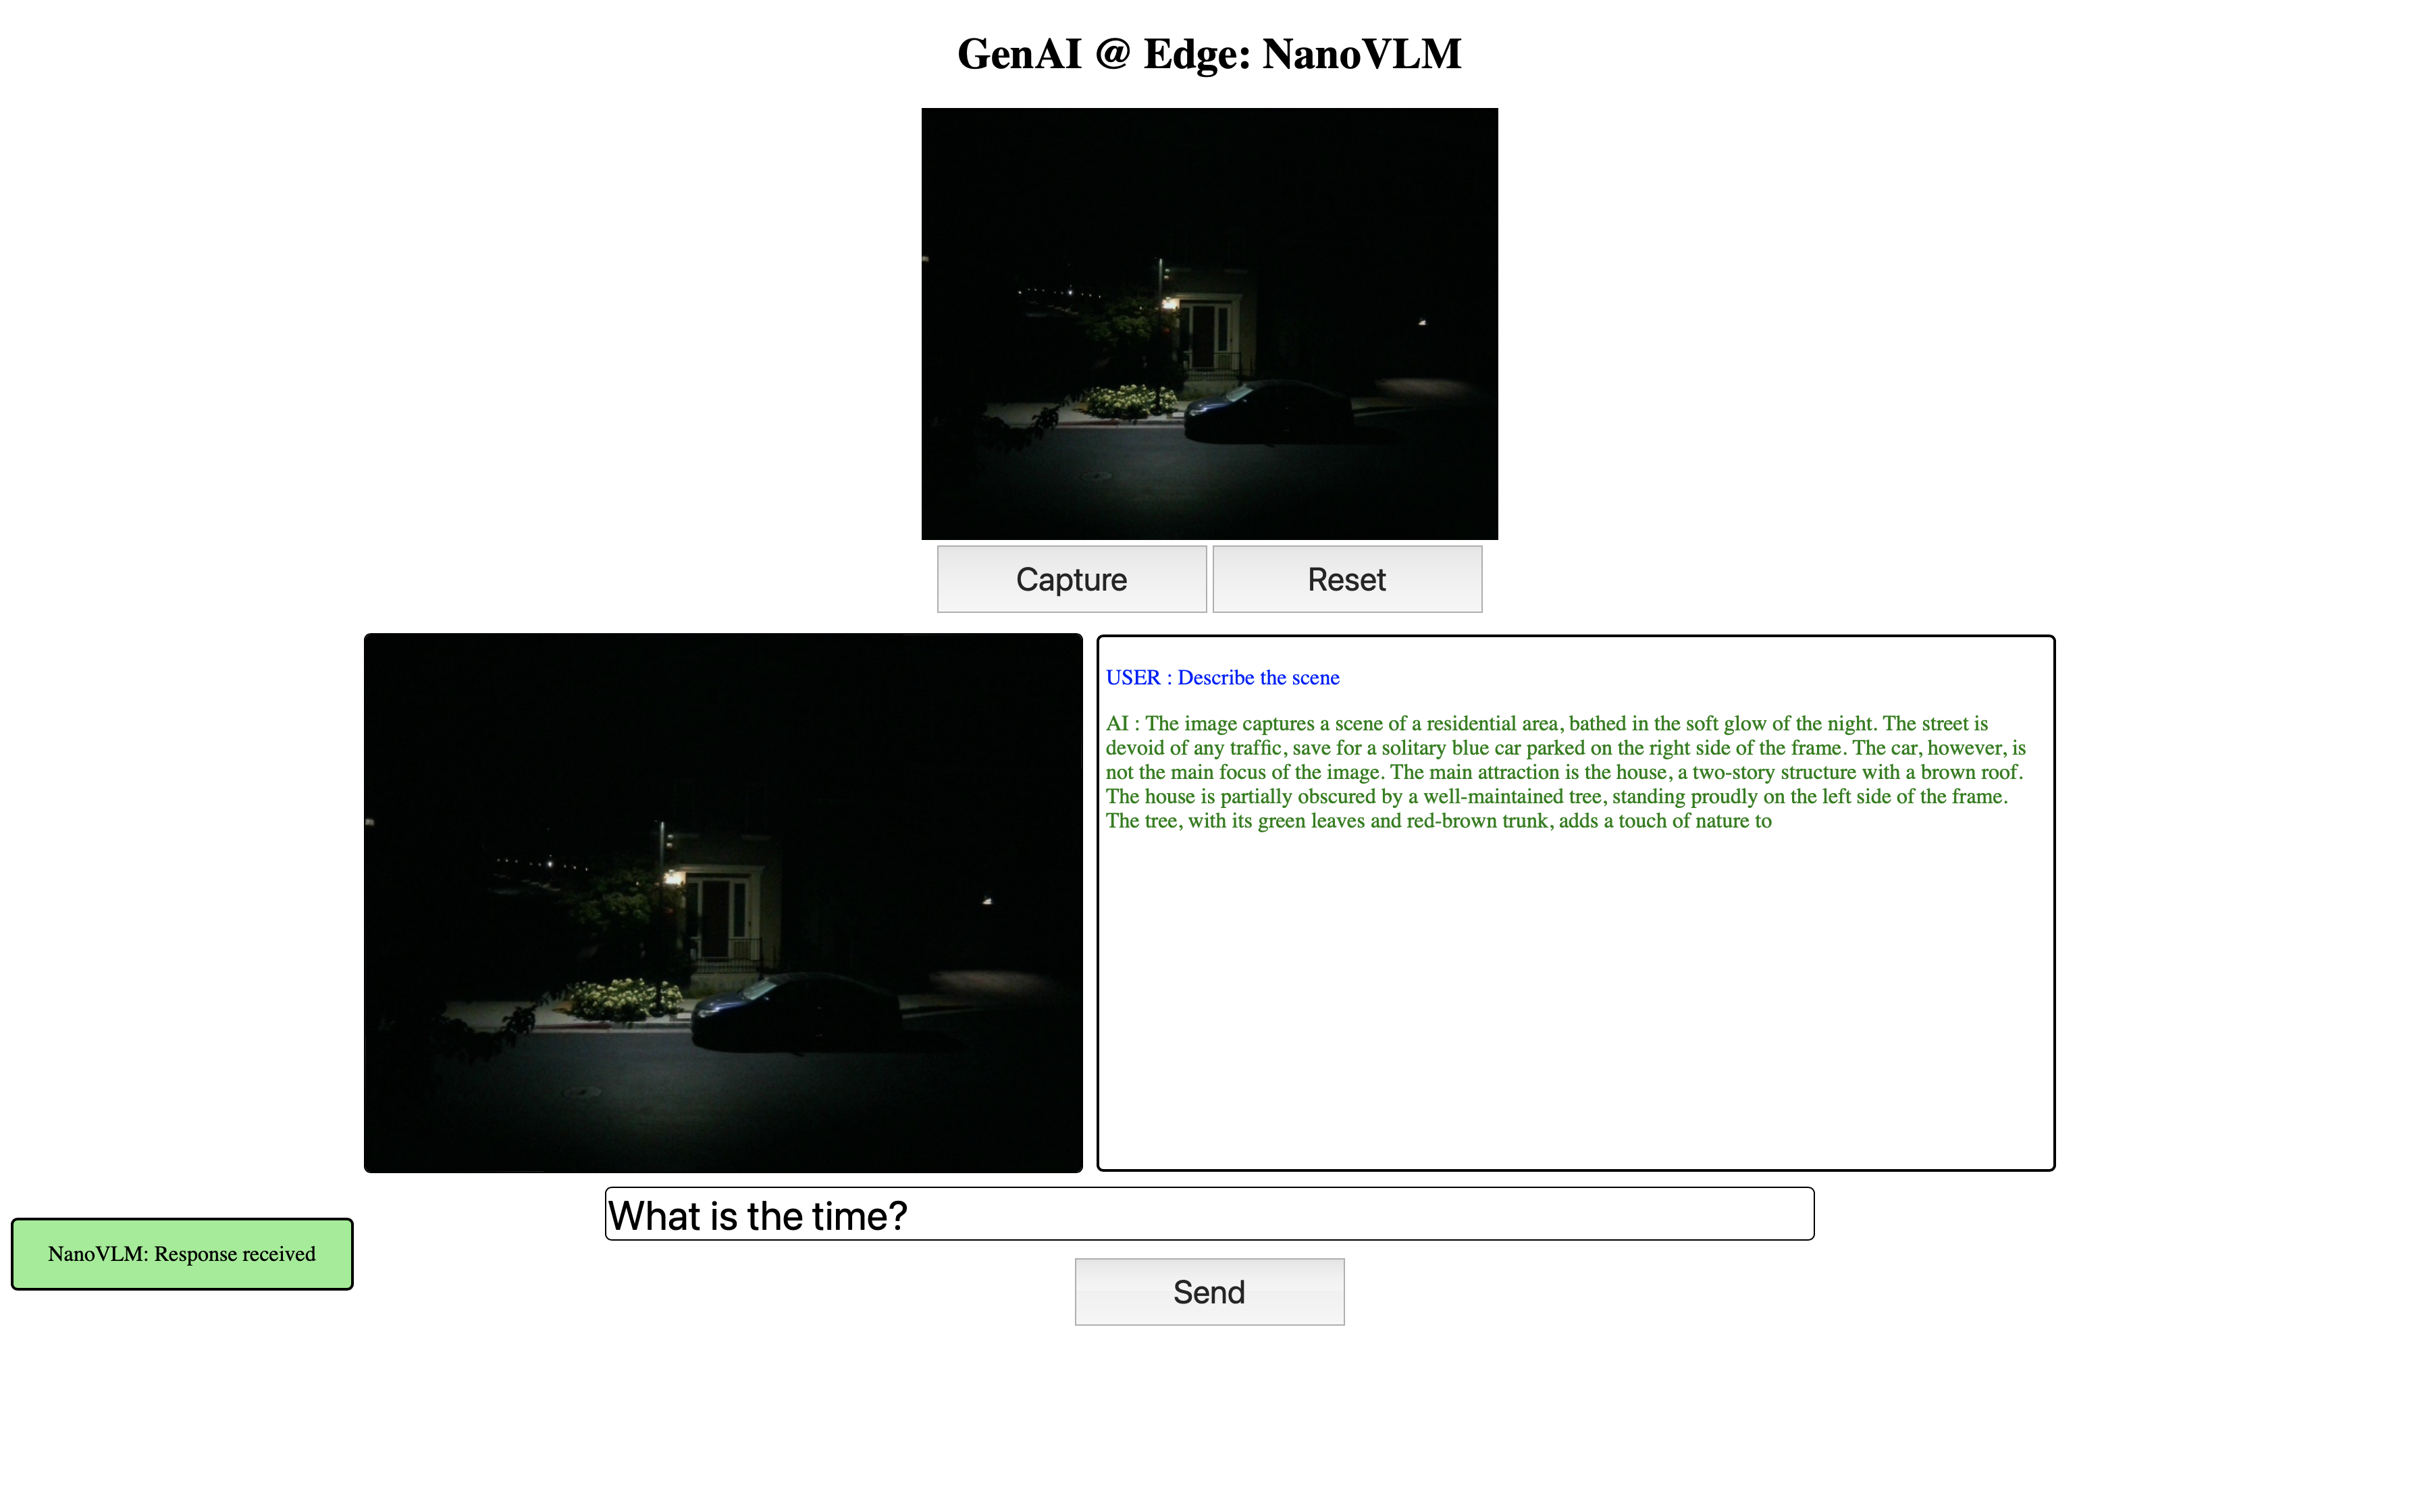 GenAI @ Edge: NanoVLM
Capture
Reset
USER : Describe the scene
AI : The image captures a scene of a residential area, bathed in the soft glow of the night. The street is
devoid of any traffic, save for a solitary blue car parked on the right side of the frame. The car, however, is
not the main focus of the image. The main attraction is the house, a two-story structure with a brown roof.
The house is partially obscured by a well-maintained tree, standing proudly on the left side of the frame.
The tree, with its green leaves and red-brown trunk, adds a touch of nature to
What is the time?
NanoVLM: Response received
Send